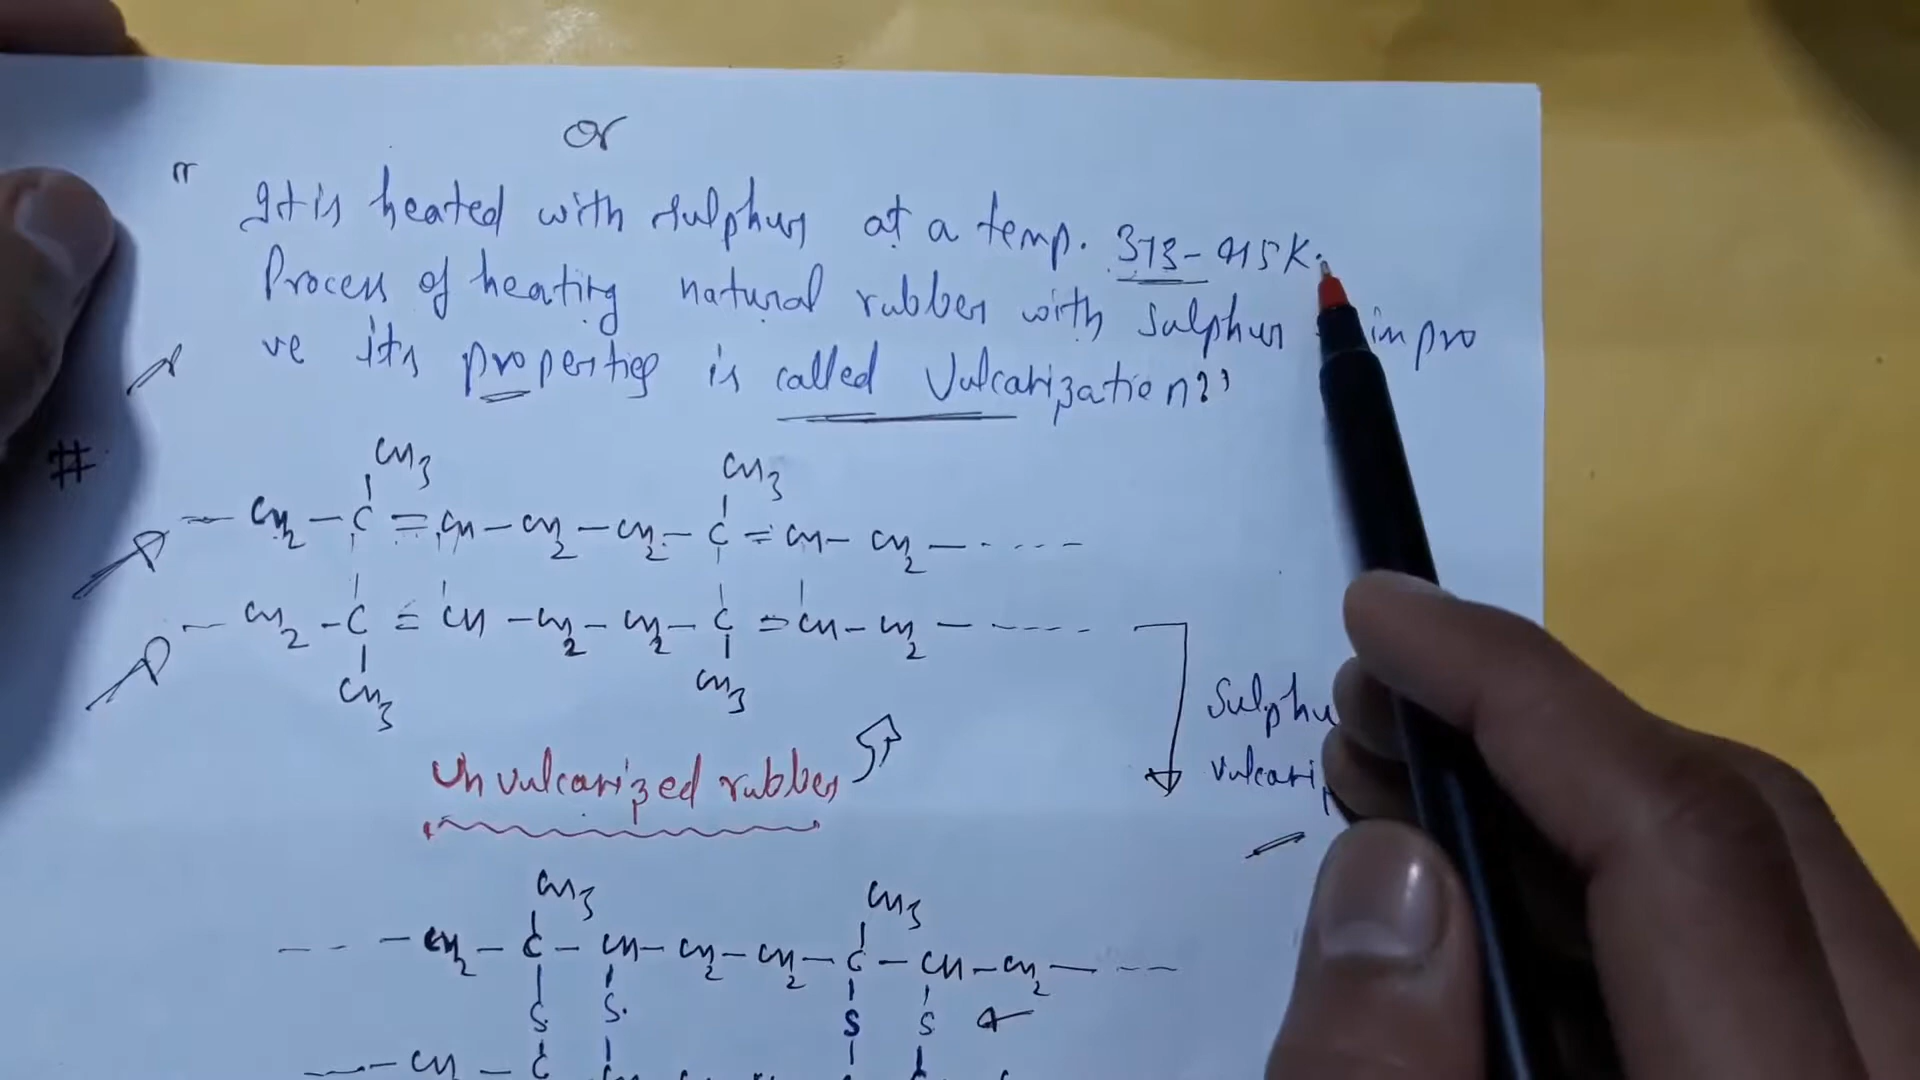 or
"
It is heated with sulphur at a temp. 373-415K.
Process of heating natural rubber with Sulphur impro
ve its properties is called Vulcanization??
#
CH3 CH3
-- CH2 - C = CH - CH2 - CH2 - C = CH - CH2 - ----
-- CH2 - C = CH - CH2 - CH2 - C = CH - CH2 - ----
CH3 CH3
Sulphu
vulcani
Unvulcanized rubber
CH3 CH3
--- CH2 - C - CH - CH2 - CH2 - C - CH - CH2 - --
S S S S
-- CH - C